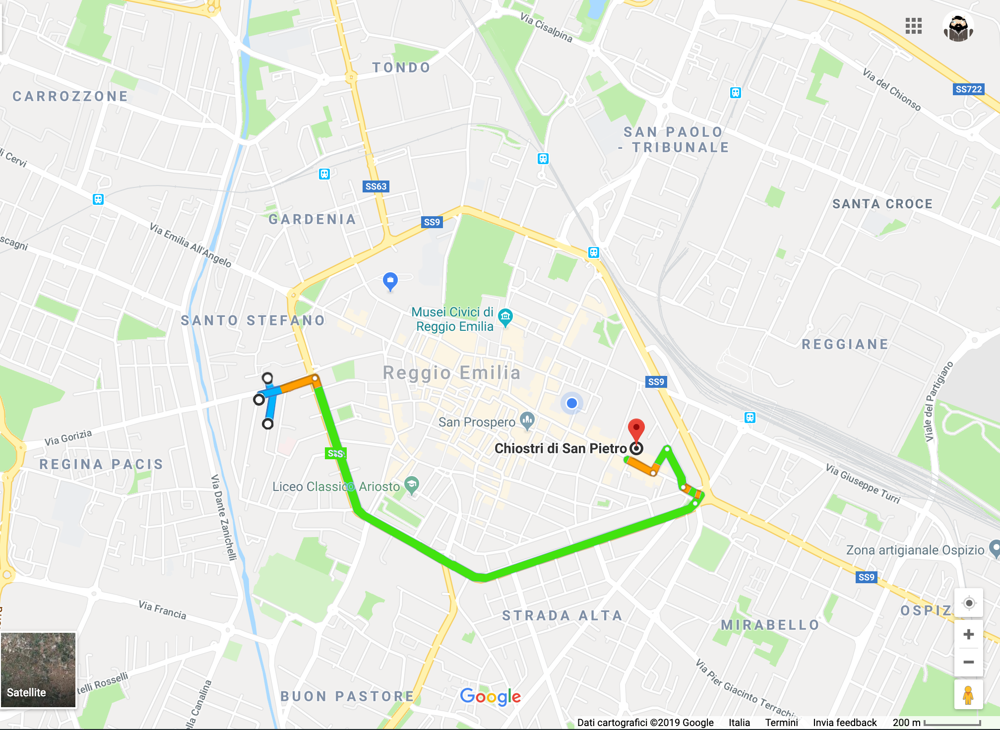 Via Cisalpina
TONDO
Via del Chionso
SS722
CARROZZONE
SAN PAOLO
- TRIBUNALE
li Cervi
SS63
SANTA CROCE
GARDENIA
SS9
Via Emilia All'Angelo
scagni
Musei Civici di
Reggio Emilia
SANTO STEFANO
REGGIANE
Reggio Emilia
SS9
Viale del Partigiano
San Prospero
Via Gorizia
Chiostri di San Pietro
REGINA PACIS
Via Giuseppe Turri
Liceo Classico Ariosto
Via Dante Zanichelli
Zona artigianale Ospizio
SS9
Via Francia
STRADA ALTA
OSPIZ
MIRABELLO
telli Rosselli
Satellite
ella Canalina
BUON PASTORE
Google
Via Pier Giacinto Terrachini
Dati cartografici ©2019 Google Italia Termini Invia feedback 200 m